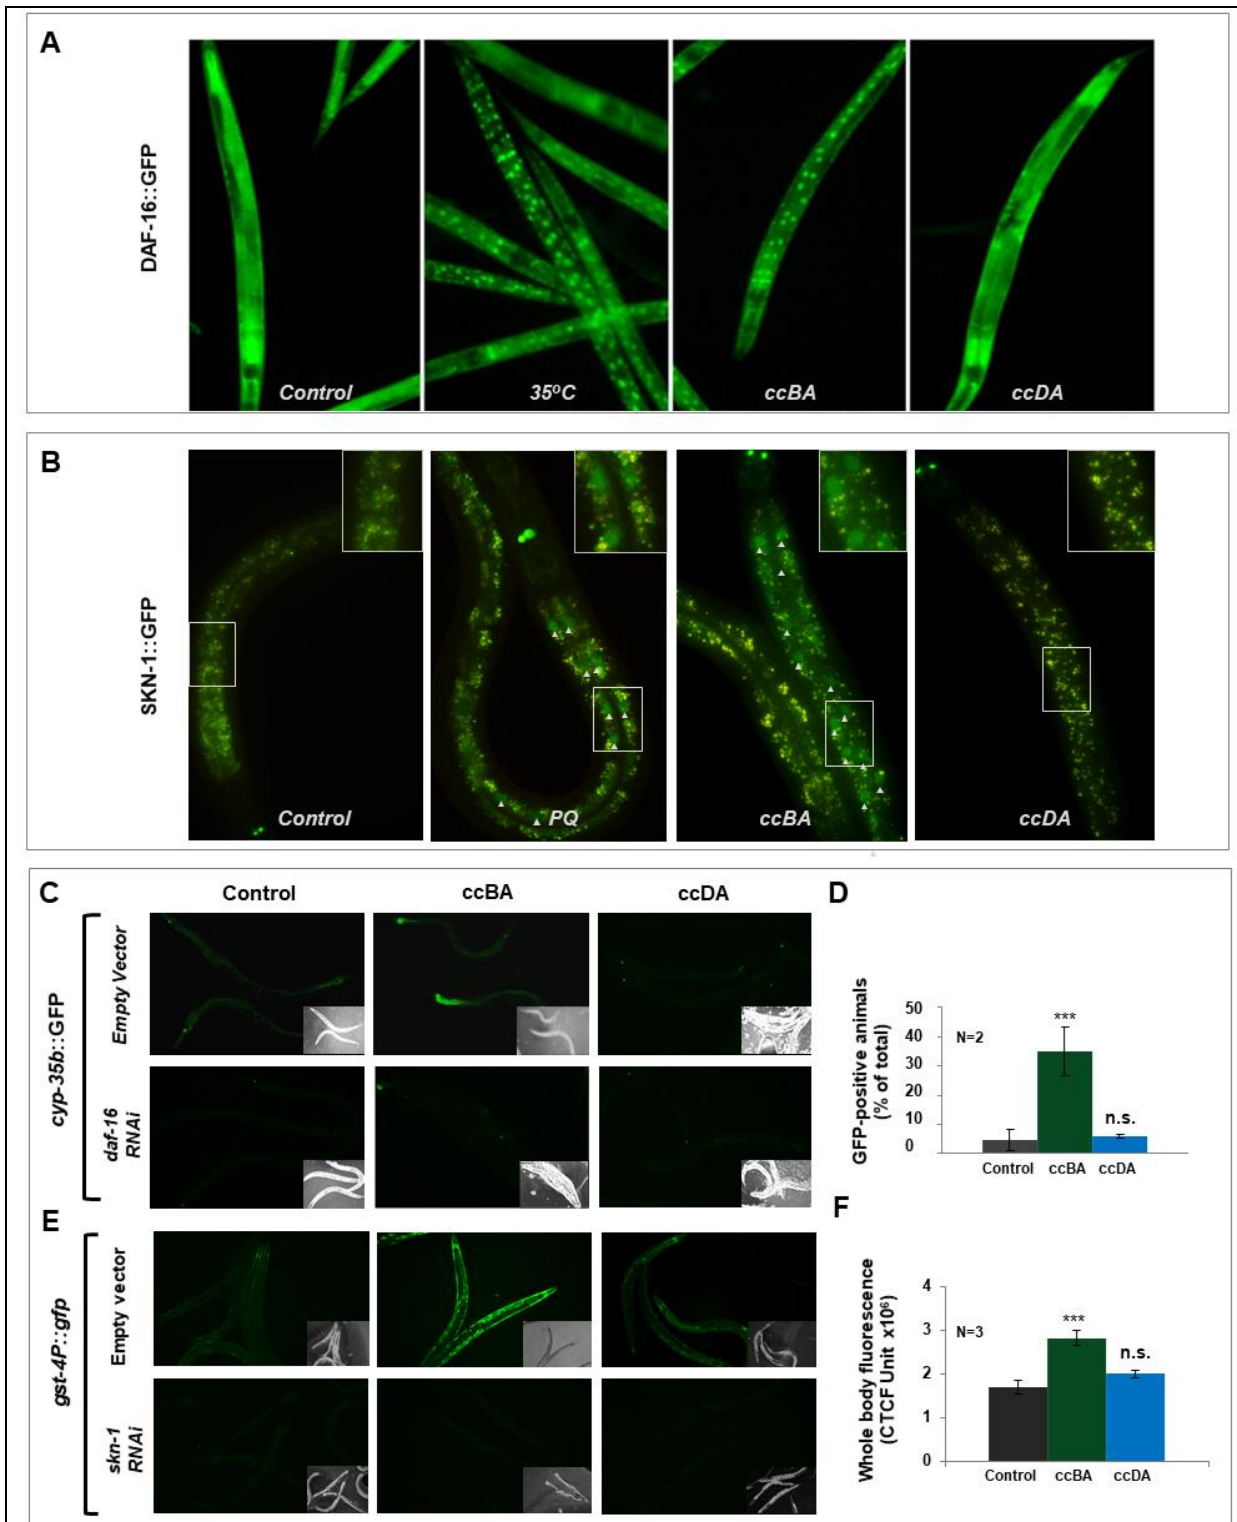 A
DAF-16::GFP
Control
35ºC
ccBA
ccDA
B
SKN-1::GFP
Control
PQ
ccBA
ccDA
C
Control
ccBA
ccDA
cyp-35b::GFP
Empty Vector
daf-16
RNAi
D
GFP-positive animals
(% of total)
50
40
30
20
10
0
N=2
***
n.s.
Control
ccBA
ccDA
E
gst-4P::gfp
Empty vector
skn-1
RNAi
F
Whole body fluorescence
(CTCF Unit x10⁶)
4
3
2
1
0
N=3
***
n.s.
Control
ccBA
ccDA